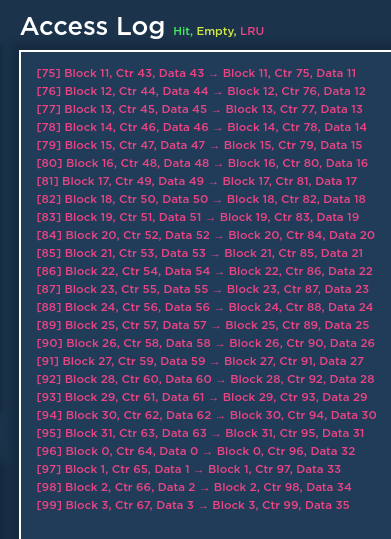 Access Log Hit, Empty, LRU
[75] Block 11, Ctr 43, Data 43 → Block 11, Ctr 75, Data 11
[76] Block 12, Ctr 44, Data 44 → Block 12, Ctr 76, Data 12
[77] Block 13, Ctr 45, Data 45 → Block 13, Ctr 77, Data 13
[78] Block 14, Ctr 46, Data 46 → Block 14, Ctr 78, Data 14
[79] Block 15, Ctr 47, Data 47 → Block 15, Ctr 79, Data 15
[80] Block 16, Ctr 48, Data 48 → Block 16, Ctr 80, Data 16
[81] Block 17, Ctr 49, Data 49 → Block 17, Ctr 81, Data 17
[82] Block 18, Ctr 50, Data 50 → Block 18, Ctr 82, Data 18
[83] Block 19, Ctr 51, Data 51 → Block 19, Ctr 83, Data 19
[84] Block 20, Ctr 52, Data 52 → Block 20, Ctr 84, Data 20
[85] Block 21, Ctr 53, Data 53 → Block 21, Ctr 85, Data 21
[86] Block 22, Ctr 54, Data 54 → Block 22, Ctr 86, Data 22
[87] Block 23, Ctr 55, Data 55 → Block 23, Ctr 87, Data 23
[88] Block 24, Ctr 56, Data 56 → Block 24, Ctr 88, Data 24
[89] Block 25, Ctr 57, Data 57 → Block 25, Ctr 89, Data 25
[90] Block 26, Ctr 58, Data 58 → Block 26, Ctr 90, Data 26
[91] Block 27, Ctr 59, Data 59 → Block 27, Ctr 91, Data 27
[92] Block 28, Ctr 60, Data 60 → Block 28, Ctr 92, Data 28
[93] Block 29, Ctr 61, Data 61 → Block 29, Ctr 93, Data 29
[94] Block 30, Ctr 62, Data 62 → Block 30, Ctr 94, Data 30
[95] Block 31, Ctr 63, Data 63 → Block 31, Ctr 95, Data 31
[96] Block 0, Ctr 64, Data 0 → Block 0, Ctr 96, Data 32
[97] Block 1, Ctr 65, Data 1 → Block 1, Ctr 97, Data 33
[98] Block 2, Ctr 66, Data 2 → Block 2, Ctr 98, Data 34
[99] Block 3, Ctr 67, Data 3 → Block 3, Ctr 99, Data 35